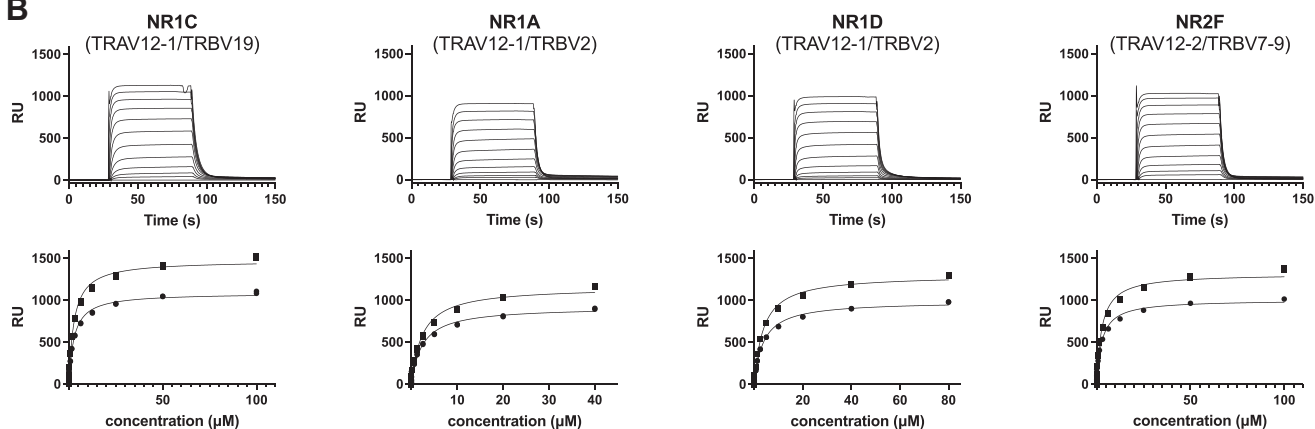 B
NR1C
(TRAV12-1/TRBV19)
1500
1000
500
0
RU
0 50 100 150
Time (s)
NR1A
(TRAV12-1/TRBV2)
1500
1000
500
0
RU
0 50 100 150
Time (s)
NR1D
(TRAV12-1/TRBV2)
1500
1000
500
0
RU
0 50 100 150
Time (s)
NR2F
(TRAV12-2/TRBV7-9)
1500
1000
500
0
RU
0 50 100 150
Time (s)
1500
1000
500
0
RU
0 50 100
concentration (µM)
1500
1000
500
0
RU
0 10 20 30 40
concentration (µM)
1500
1000
500
0
RU
0 20 40 60 80
concentration (µM)
1500
1000
500
0
RU
0 50 100
concentration (µM)